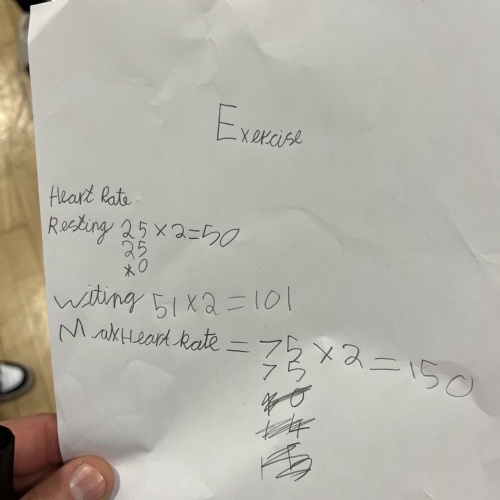 Exercise
Heart Rate
Resting 25 x 2 = 50
25
0
Witing 51 x 2 = 101
Max Heart Rate = 75 x 2 = 150
75